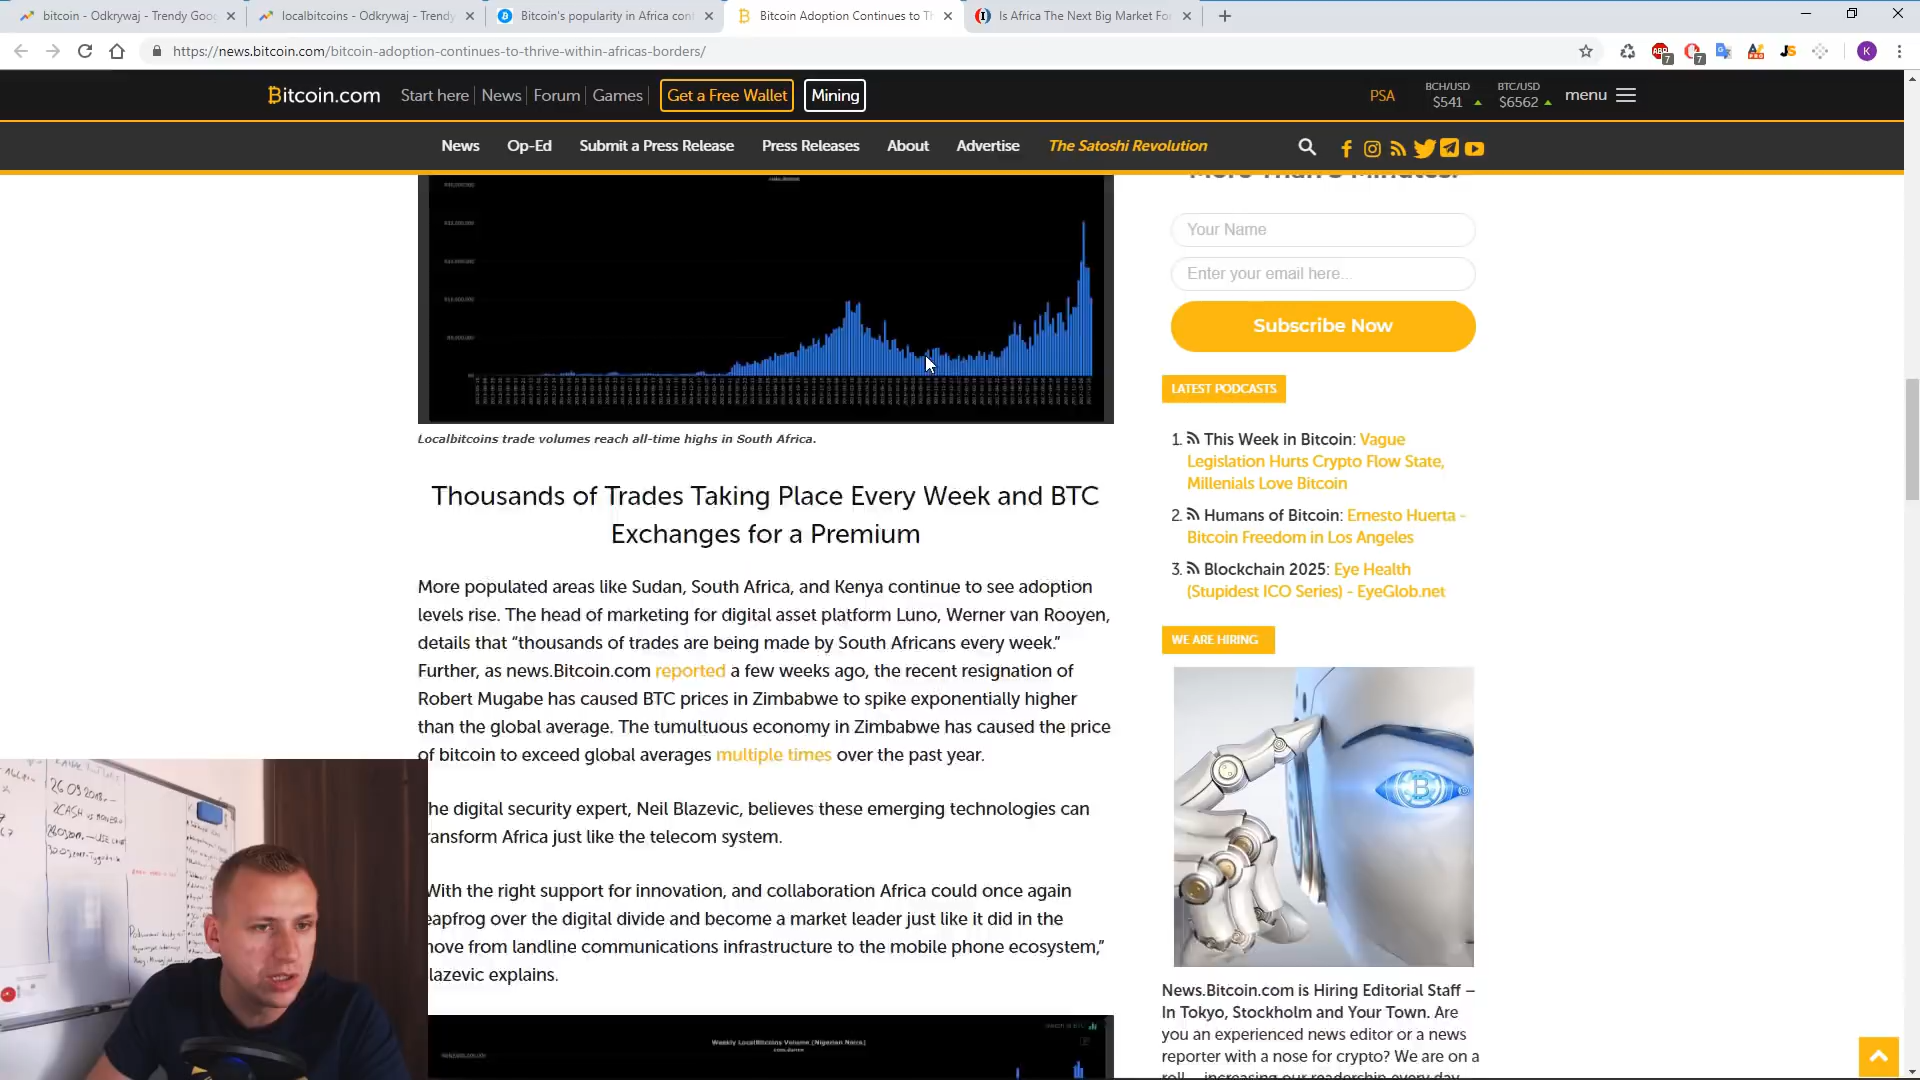 bitcoin - Odkrywaj - Trendy Goo
localbitcoins - Odkrywaj - Trendy
Bitcoin's popularity in Africa con
Bitcoin Adoption Continues to Th
Is Africa The Next Big Market For
https://news.bitcoin.com/bitcoin-adoption-continues-to-thrive-within-africas-borders/
ABP
7
7
JS
K
Bitcoin.com
Start here
News
Forum
Games
Get a Free Wallet
Mining
PSA
BCH/USD
$541
BTC/USD
$6562
menu
News
Op-Ed
Submit a Press Release
Press Releases
About
Advertise
The Satoshi Revolution
Your Name
Enter your email here...
Subscribe Now
Localbitcoins trade volumes reach all-time highs in South Africa.
Thousands of Trades Taking Place Every Week and BTC
Exchanges for a Premium
More populated areas like Sudan, South Africa, and Kenya continue to see adoption
levels rise. The head of marketing for digital asset platform Luno, Werner van Rooyen,
details that “thousands of trades are being made by South Africans every week.”
Further, as news.Bitcoin.com reported a few weeks ago, the recent resignation of
Robert Mugabe has caused BTC prices in Zimbabwe to spike exponentially higher
than the global average. The tumultuous economy in Zimbabwe has caused the price
of bitcoin to exceed global averages multiple times over the past year.
he digital security expert, Neil Blazevic, believes these emerging technologies can
ransform Africa just like the telecom system.
With the right support for innovation, and collaboration Africa could once again
eapfrog over the digital divide and become a market leader just like it did in the
move from landline communications infrastructure to the mobile phone ecosystem,”
lazevic explains.
Weekly LocalBitcoins Volume (Nigerian Naira)
LATEST PODCASTS
1. This Week in Bitcoin: Vague
Legislation Hurts Crypto Flow State,
Millenials Love Bitcoin
2. Humans of Bitcoin: Ernesto Huerta -
Bitcoin Freedom in Los Angeles
3. Blockchain 2025: Eye Health
(Stupidest ICO Series) - EyeGlob.net
WE ARE HIRING
News.Bitcoin.com is Hiring Editorial Staff –
In Tokyo, Stockholm and Your Town. Are
you an experienced news editor or a news
reporter with a nose for crypto? We are on a
roll – increasing our readership every day